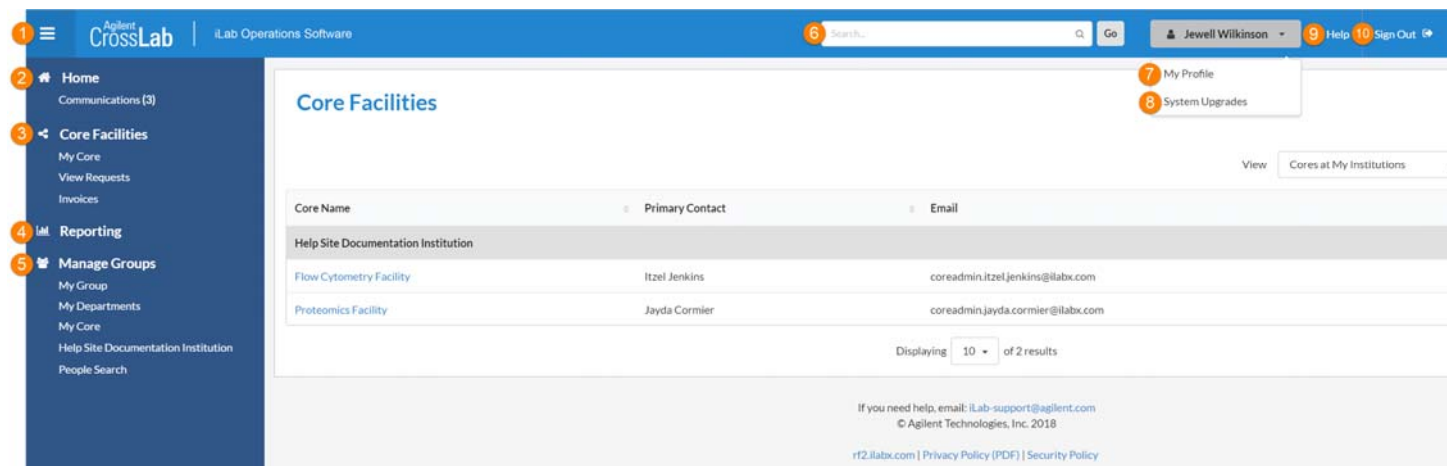 1 Agilent CrossLab iLab Operations Software 6 Search... Go Jewell Wilkinson 9 Help 10 Sign Out
7 My Profile
8 System Upgrades
2 Home
Communications (3)
3 Core Facilities
My Core
View Requests
Invoices
4 Reporting
5 Manage Groups
My Group
My Departments
My Core
Help Site Documentation Institution
People Search
Core Facilities
View Cores at My Institutions
Core Name Primary Contact Email
Help Site Documentation Institution
Flow Cytometry Facility Itzel Jenkins coreadmin.itzel.jenkins@ilabx.com
Proteomics Facility Jayda Cormier coreadmin.jayda.cormier@ilabx.com
Displaying 10 of 2 results
If you need help, email: iLab-support@agilent.com
© Agilent Technologies, Inc. 2018
rf2.ilabx.com | Privacy Policy (PDF) | Security Policy